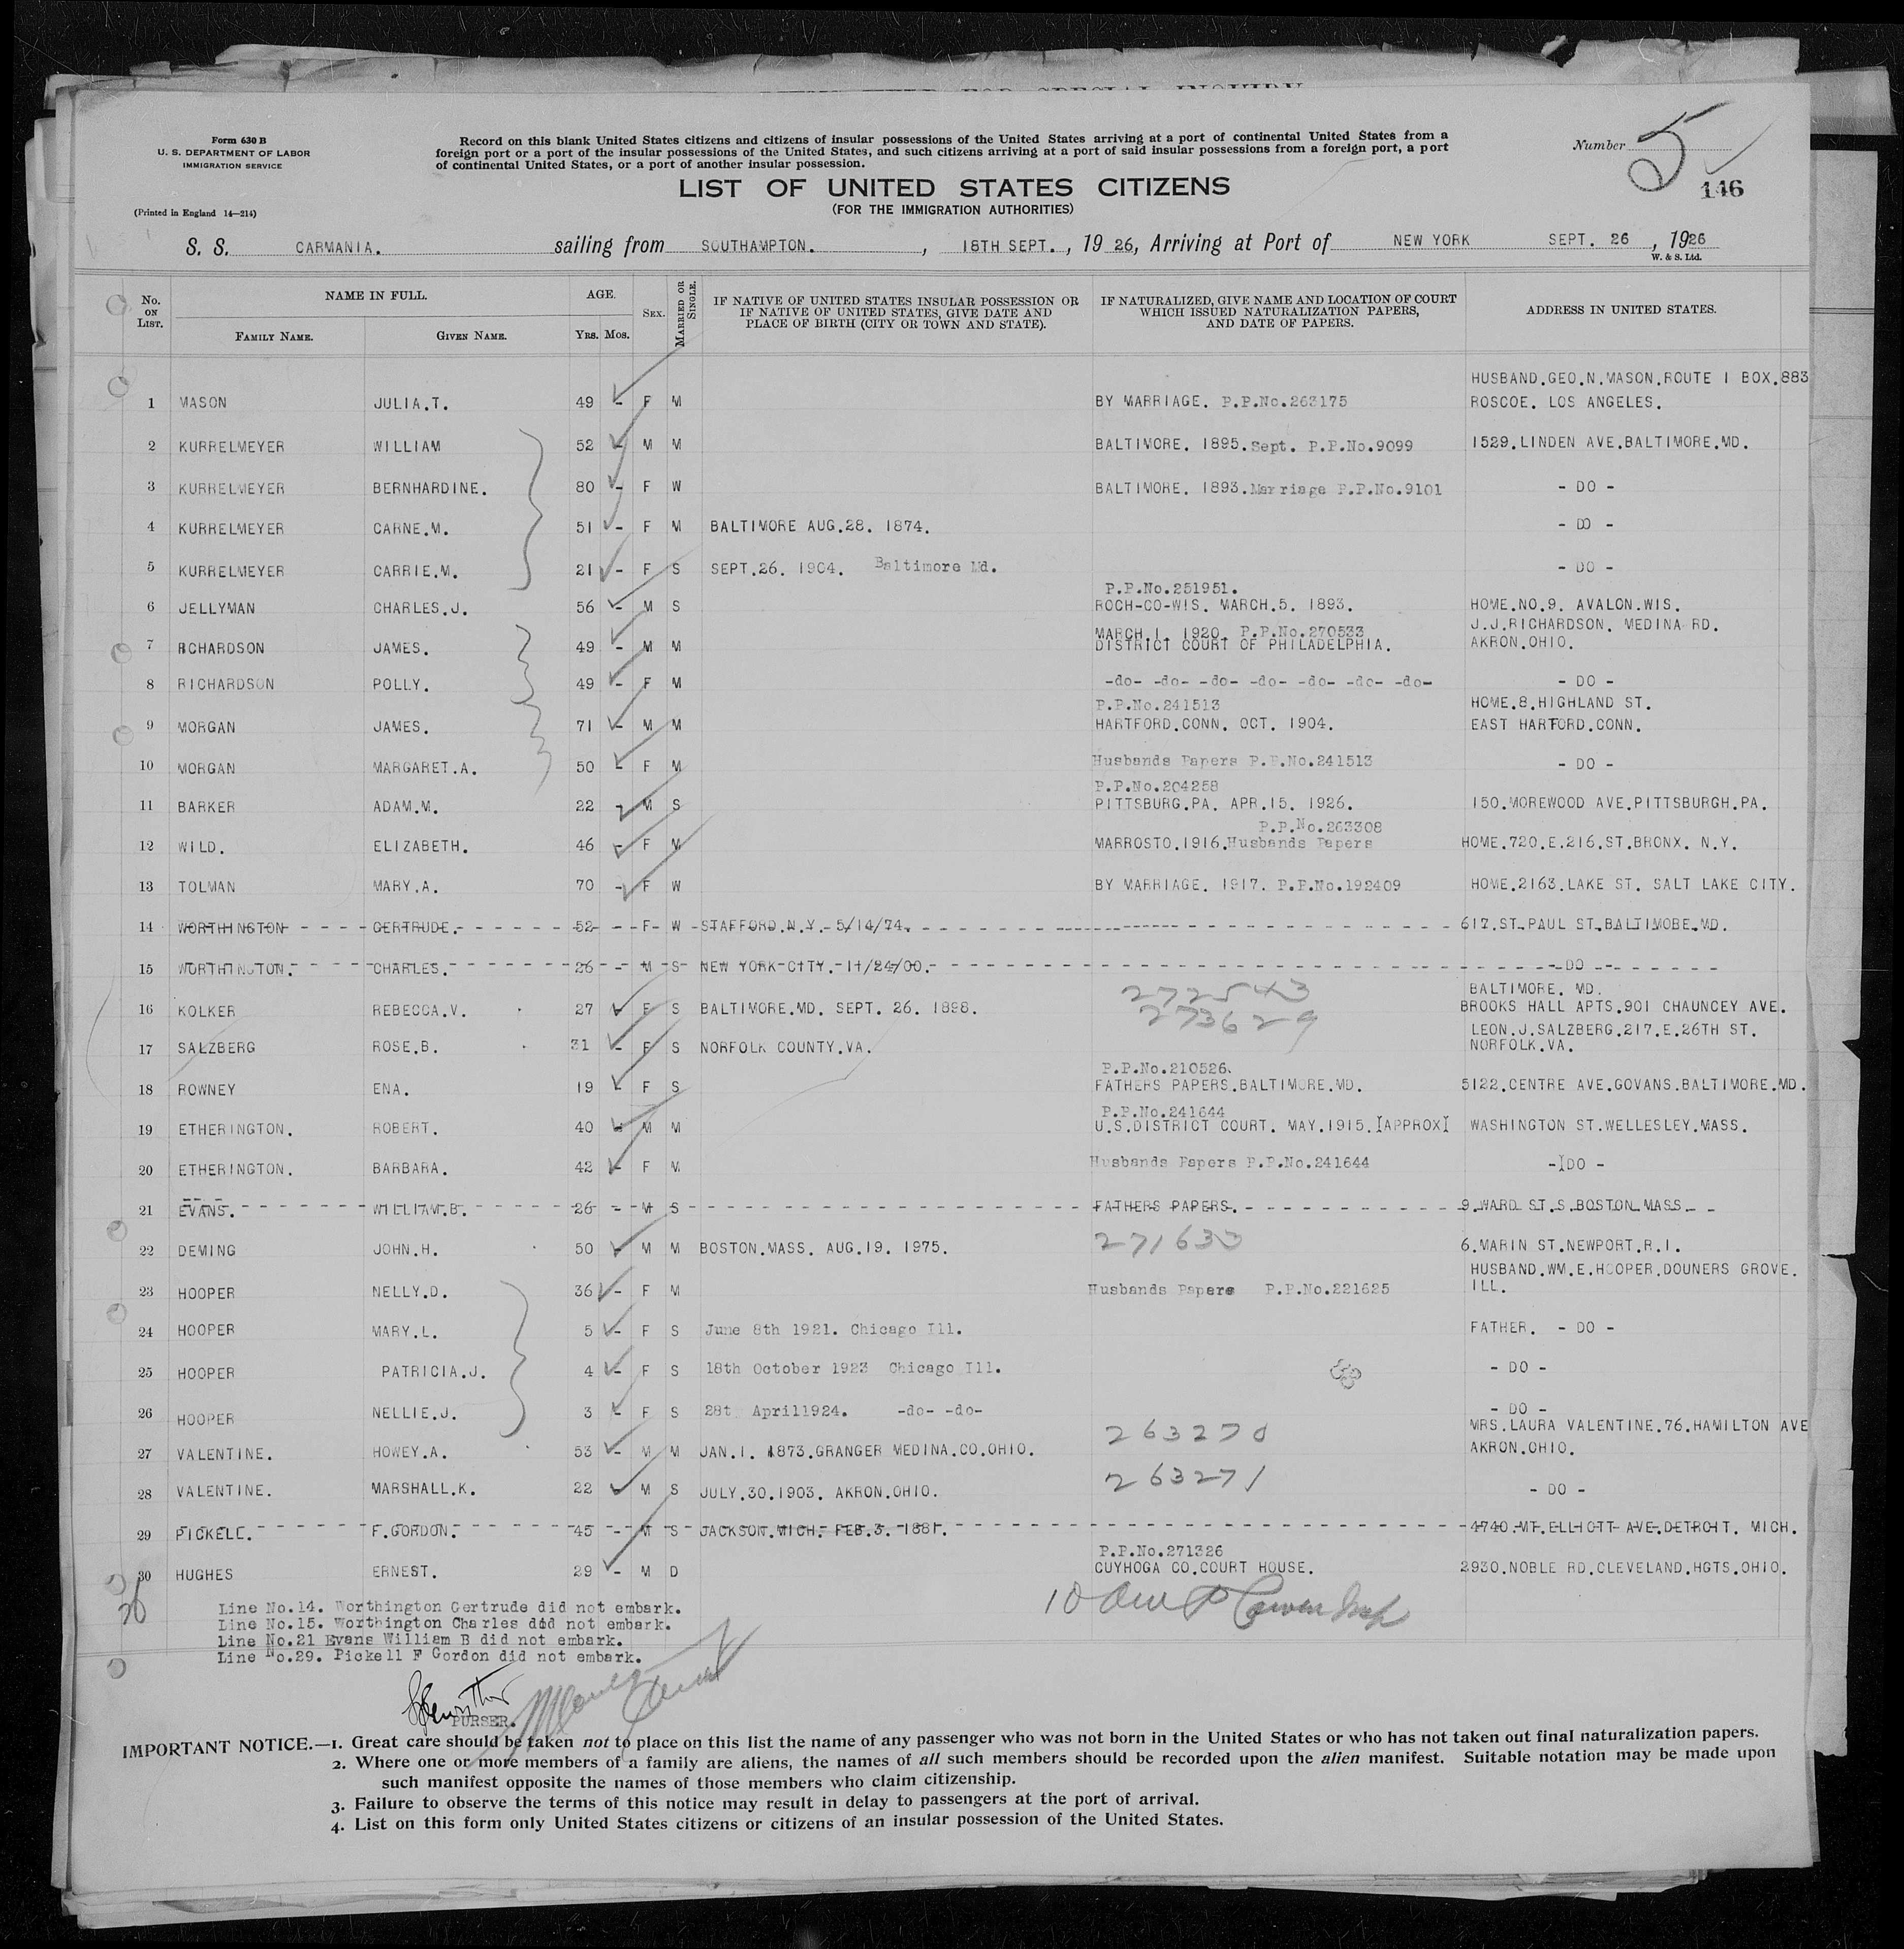 Form 630 B
U. S. DEPARTMENT OF LABOR
IMMIGRATION SERVICE
(Printed in England 14—214)
Record on this blank United States citizens and citizens of insular possessions of the United States arriving at a port of continental United States from a
foreign port or a port of the insular possessions of the United States, and such citizens arriving at a port of said insular possessions from a foreign port, a port
of continental United States, or a port of another insular possession.
Number 5
146
LIST OF UNITED STATES CITIZENS
(FOR THE IMMIGRATION AUTHORITIES)
S. S. CARMANIA. sailing from SOUTHAMPTON. , 18TH SEPT. , 19 26, Arriving at Port of NEW YORK SEPT. 26 , 1926
W. & S. Ltd.
No. ON LIST. NAME IN FULL. FAMILY NAME. GIVEN NAME. AGE. YRS. MOS. SEX. MARRIED OR SINGLE.
IF NATIVE OF UNITED STATES INSULAR POSSESSION OR
IF NATIVE OF UNITED STATES, GIVE DATE AND
PLACE OF BIRTH (CITY OR TOWN AND STATE).
IF NATURALIZED, GIVE NAME AND LOCATION OF COURT
WHICH ISSUED NATURALIZATION PAPERS,
AND DATE OF PAPERS.
ADDRESS IN UNITED STATES.
HUSBAND.GEO.N.MASON.ROUTE 1 BOX.883
1 MASON JULIA.T. 49 - F M BY MARRIAGE. P.P.No.263175 ROSCOE. LOS ANGELES.
2 KURRELMEYER WILLIAM 52 - M M BALTIMORE. 1895.Sept. P.P.No.9099 1529.LINDEN AVE.BALTIMORE.MD.
3 KURRELMEYER BERNHARDINE. 80 - F W BALTIMORE. 1893.Marriage P.P.No.9101 - DO -
4 KURRELMEYER CARNE.M. 51 - F M BALTIMORE AUG.28. 1874. - DO -
5 KURRELMEYER CARRIE.M. 21 - F S SEPT.26. 1904. Baltimore Md. - DO -
P.P.No.251951.
6 JELLYMAN CHARLES.J. 56 - M S ROCH-CO-WIS. MARCH.5. 1893. HOME.NO.9. AVALON.WIS.
MARCH.1. 1920. P.P.No.270533 J.J.RICHARDSON. MEDINA RD.
7 RCHARDSON JAMES. 49 - M M DISTRICT COURT OF PHILADELPHIA. AKRON.OHIO.
8 RICHARDSON POLLY. 49 - F M -do- -do- -do- -do- -do- -do- -do- - DO -
P.P.No.241513 HOME.8.HIGHLAND ST.
9 MORGAN JAMES. 71 - M M HARTFORD.CONN. OCT. 1904. EAST HARTFORD.CONN.
10 MORGAN MARGARET.A. 50 - F M Husbands Papers P.P.No.241513 - DO -
P.P.No.204258
11 BARKER ADAM.M. 22 - M S PITTSBURG.PA. APR.15. 1926. 150.MOREWOOD AVE.PITTSBURGH.PA.
P.P.No.263308
12 WILD. ELIZABETH. 46 - F M MARROSTO.1916.Husbands Papers HOME.720.E.216.ST.BRONX. N.Y.
13 TOLMAN MARY.A. 70 - F W BY MARRIAGE. 1917. P.P.No.192409 HOME.2163.LAKE ST. SALT LAKE CITY.
14 WORTHINGTON GERTRUDE. 52 - F W STAFFORD.N.Y. 5/14/74. 617.ST.PAUL ST.BALTIMOBE.MD.
15 WORTHINGTON. CHARLES. 26 - M S NEW YORK CITY. 11/24/00. - DO -
272543 BALTIMORE. MD.
16 KOLKER REBECCA.V. 27 - F S BALTIMORE.MD. SEPT. 26. 1898. BROOKS HALL APTS.901 CHAUNCEY AVE.
273629 LEON.J.SALZBERG.217.E.26TH ST.
17 SALZBERG ROSE.B. 31 - F S NORFOLK COUNTY.VA. NORFOLK.VA.
P.P.No.210526.
18 ROWNEY ENA. 19 - F S FATHERS PAPERS.BALTIMORE.MD. 5122.CENTRE AVE.GOVANS.BALTIMORE.MD.
P.P.No.241644
19 ETHERINGTON. ROBERT. 40 - M M U.S.DISTRICT COURT. MAY.1915.[APPROX] WASHINGTON ST.WELLESLEY.MASS.
20 ETHERINGTON. BARBARA. 42 - F M Husbands Papers P.P.No.241644 - DO -
21 EVANS. WILLIAM.B. 26 - M S FATHERS PAPERS. 9.WARD ST.S.BOSTON MASS.
22 DEMING JOHN.H. 50 - M M BOSTON.MASS. AUG.19. 1975. 271633 6.MARIN ST.NEWPORT.R.I.
HUSBAND.WM.E.HOOPER.DOUNERS GROVE.
23 HOOPER NELLY.D. 36 - F M Husbands Papers P.P.No.221625 ILL.
24 HOOPER MARY.L. 5 - F S June 8th 1921. Chicago Ill. FATHER. - DO -
25 HOOPER PATRICIA.J. 4 - F S 18th October 1923 Chicago Ill. - DO -
26 HOOPER NELLIE.J. 3 - F S 28t April1924. -do- -do- - DO -
263270 MRS.LAURA VALENTINE.76.HAMILTON AVE
27 VALENTINE. HOWEY.A. 53 - M M JAN.1. 1873.GRANGER MEDINA.CO.OHIO. AKRON.OHIO.
28 VALENTINE. MARSHALL.K. 22 - M S JULY.30.1903. AKRON.OHIO. 263271 - DO -
29 PICKELL. F.GORDON. 45 - M S JACKSON.MICH. FEB.3. 1881. 4740.MT.ELLIOTT AVE.DETROIT. MICH.
P.P.No.271326
30 HUGHES ERNEST. 29 - M D CUYHOGA CO.COURT HOUSE. 2930.NOBLE RD.CLEVELAND.HGTS.OHIO.
26
Line No.14. Worthington Gertrude did not embark.
Line No.15. Worthington Charles did not embark.
Line No.21 Evans William B did not embark.
Line No.29. Pickell F Gordon did not embark.
PURSER.
IMPORTANT NOTICE.—1. Great care should be taken not to place on this list the name of any passenger who was not born in the United States or who has not taken out final naturalization papers.
2. Where one or more members of a family are aliens, the names of all such members should be recorded upon the alien manifest. Suitable notation may be made upon
such manifest opposite the names of those members who claim citizenship.
3. Failure to observe the terms of this notice may result in delay to passengers at the port of arrival.
4. List on this form only United States citizens or citizens of an insular possession of the United States.